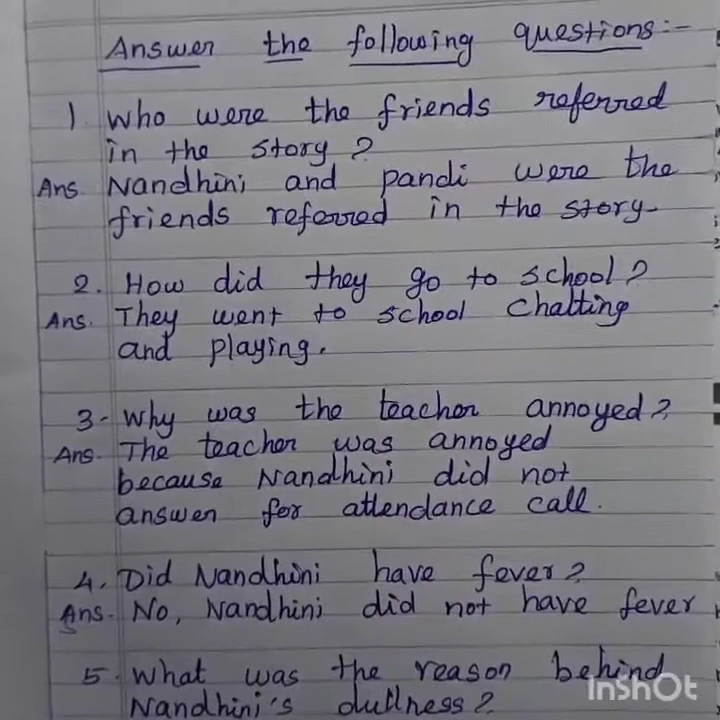 Answer the following questions:-
1 Who were the friends referred
in the story ?
Ans Nandhini and pandi were the
friends referred in the story.
2. How did they go to school ?
Ans. They went to school Chatting
and playing.
3- Why was the teacher annoyed ?
Ans. The teacher was annoyed
because Nandhini did not
answer for attendance call.
4. Did Nandhini have fever ?
Ans- No, Nandhini did not have fever
5. What was the reason behind
Nandhini's dullness ?
InShOt